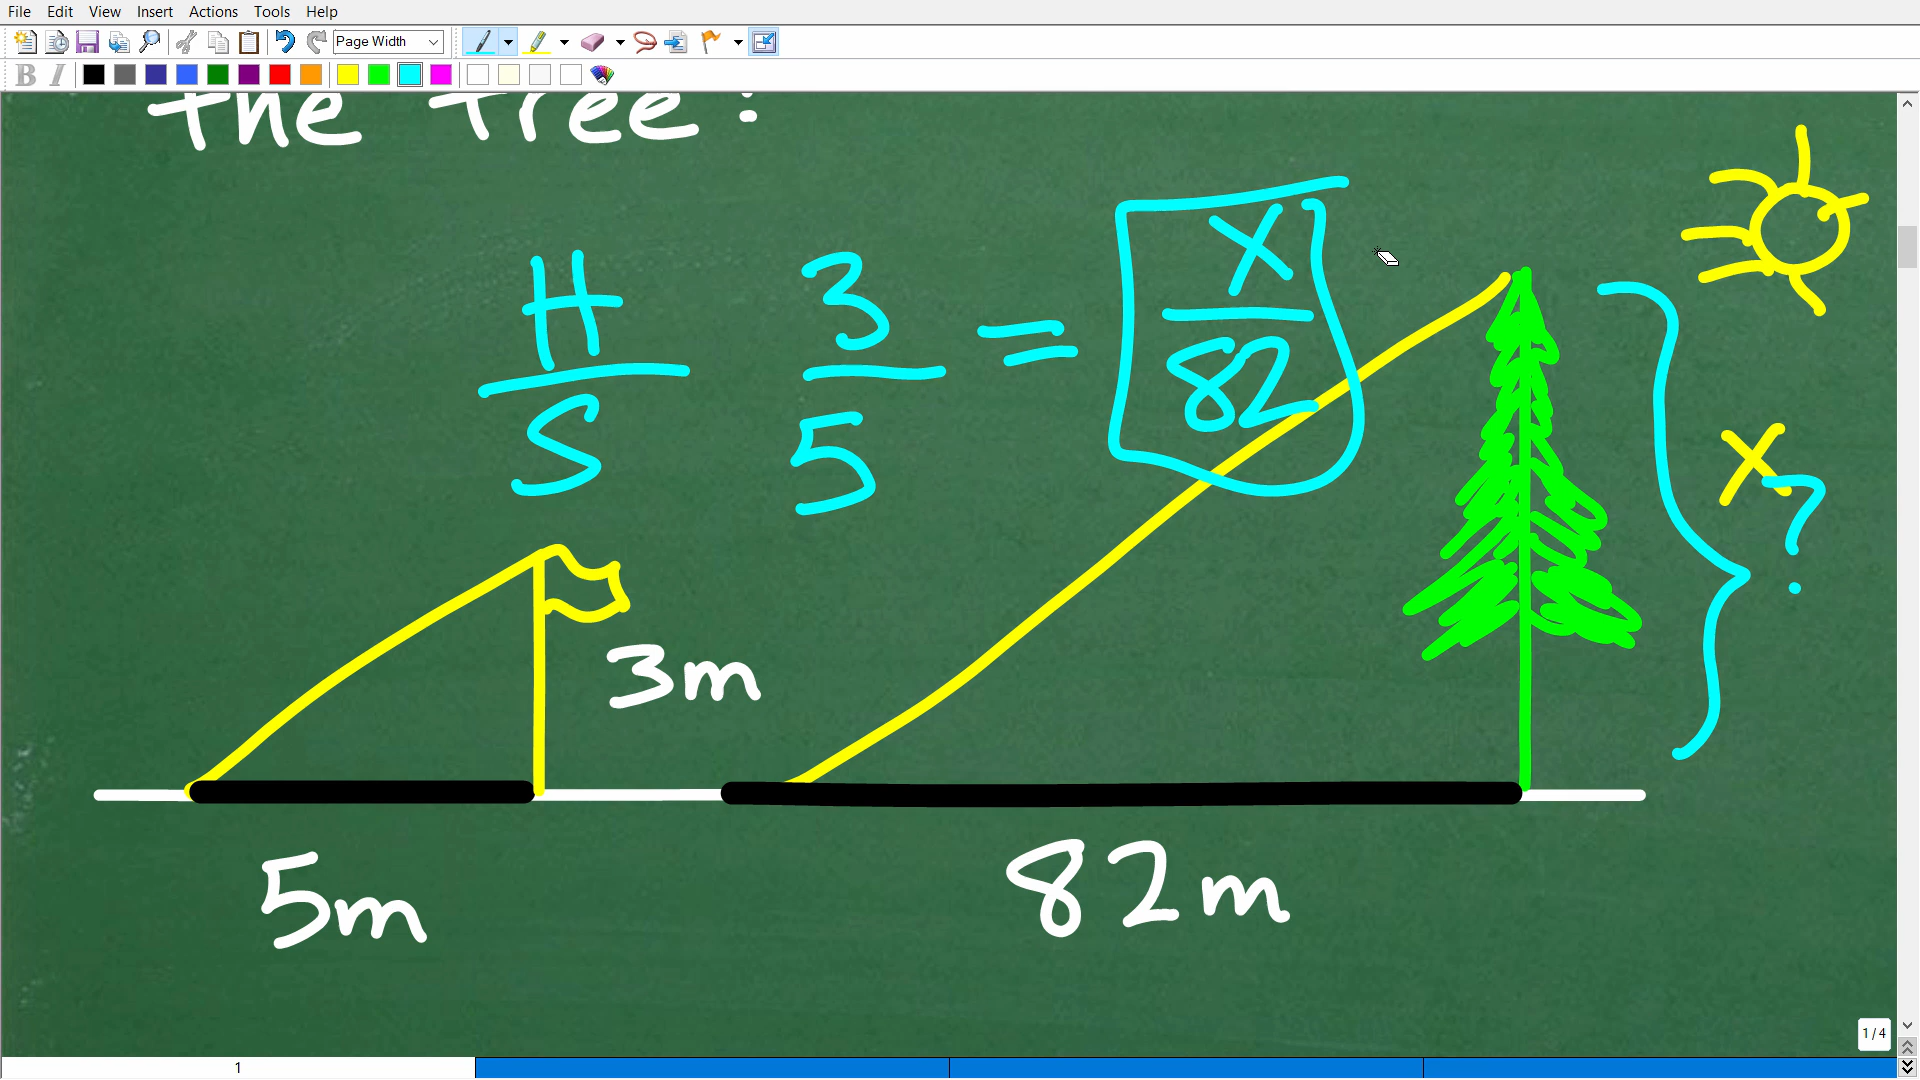 File Edit View Insert Actions Tools Help
Page Width
B I
the tree?
H 3 = X
S 5 82
X?
3m
5m 82m
1/4
1